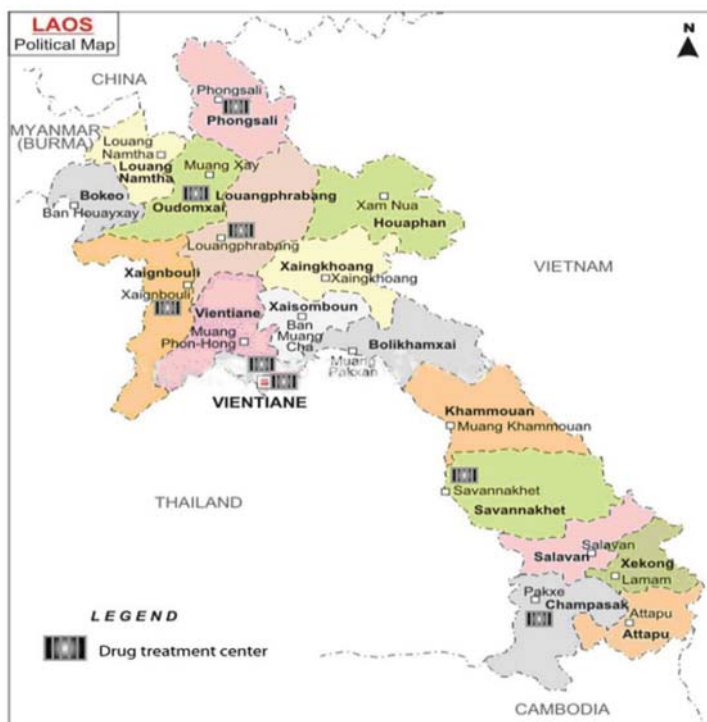 LAOS
Political Map
N
CHINA
Phongsali
Phongsali
MYANMAR
(BURMA)
Louang
Namtha
Louang
Namtha
Muang Xay
Bokeo
Louangphrabang
Ban Houayxay
Oudomxai
Xam Nua
Houaphan
Louangphrabang
Xaingkhoang
Xaingkhoang
VIETNAM
Xaignbouli
Xaignbouli
Vientiane
Xaisomboun
Ban
Muang
Cha
Muang
Phon-Hong
Bolikhamxai
Muang
Pakxan
VIENTIANE
Khammouan
Muang Khammouan
THAILAND
Savannakhet
Savannakhet
Salavan
Salavan
Xekong
Lamam
Pakxe
Champasak
Attapu
Attapu
LEGEND
Drug treatment center
CAMBODIA